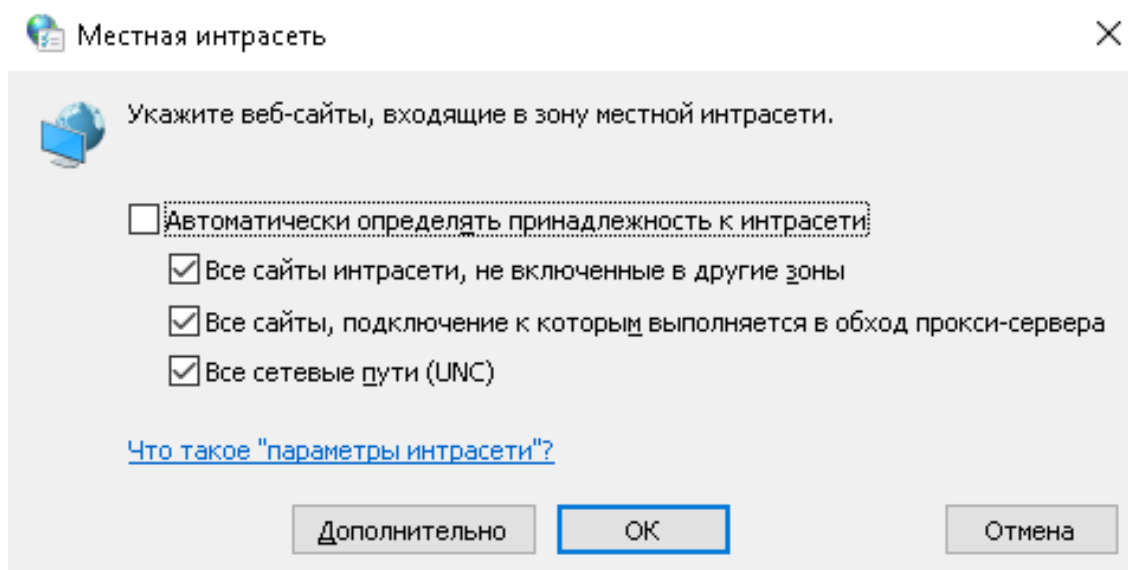 Местная интрасеть
Укажите веб-сайты, входящие в зону местной интрасети.
Автоматически определять принадлежность к интрасети
Все сайты интрасети, не включенные в другие зоны
Все сайты, подключение к которым выполняется в обход прокси-сервера
Все сетевые пути (UNC)
Что такое "параметры интрасети"?
Дополнительно ОК Отмена